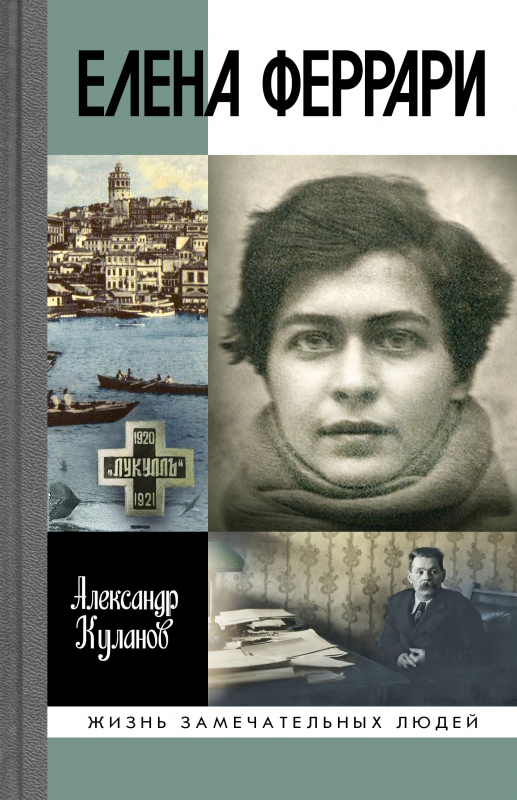 ЕЛЕНА ФЕРРАРИ
1920
„ЛУКУЛЛЪ“
1921
Александр
Куланов
ЖИЗНЬ ЗАМЕЧАТЕЛЬНЫХ ЛЮДЕЙ